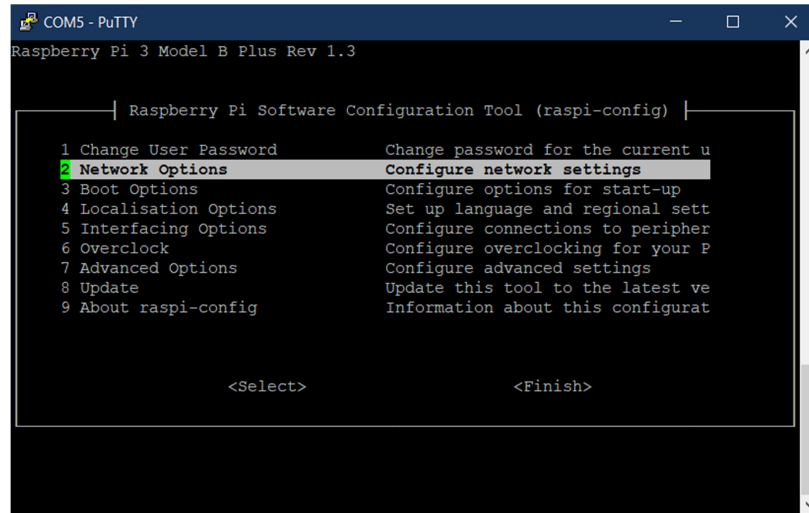 COM5 - PuTTY
Raspberry Pi 3 Model B Plus Rev 1.3
Raspberry Pi Software Configuration Tool (raspi-config)
1 Change User Password Change password for the current u
2 Network Options Configure network settings
3 Boot Options Configure options for start-up
4 Localisation Options Set up language and regional sett
5 Interfacing Options Configure connections to peripher
6 Overclock Configure overclocking for your P
7 Advanced Options Configure advanced settings
8 Update Update this tool to the latest ve
9 About raspi-config Information about this configurat
<Select> <Finish>